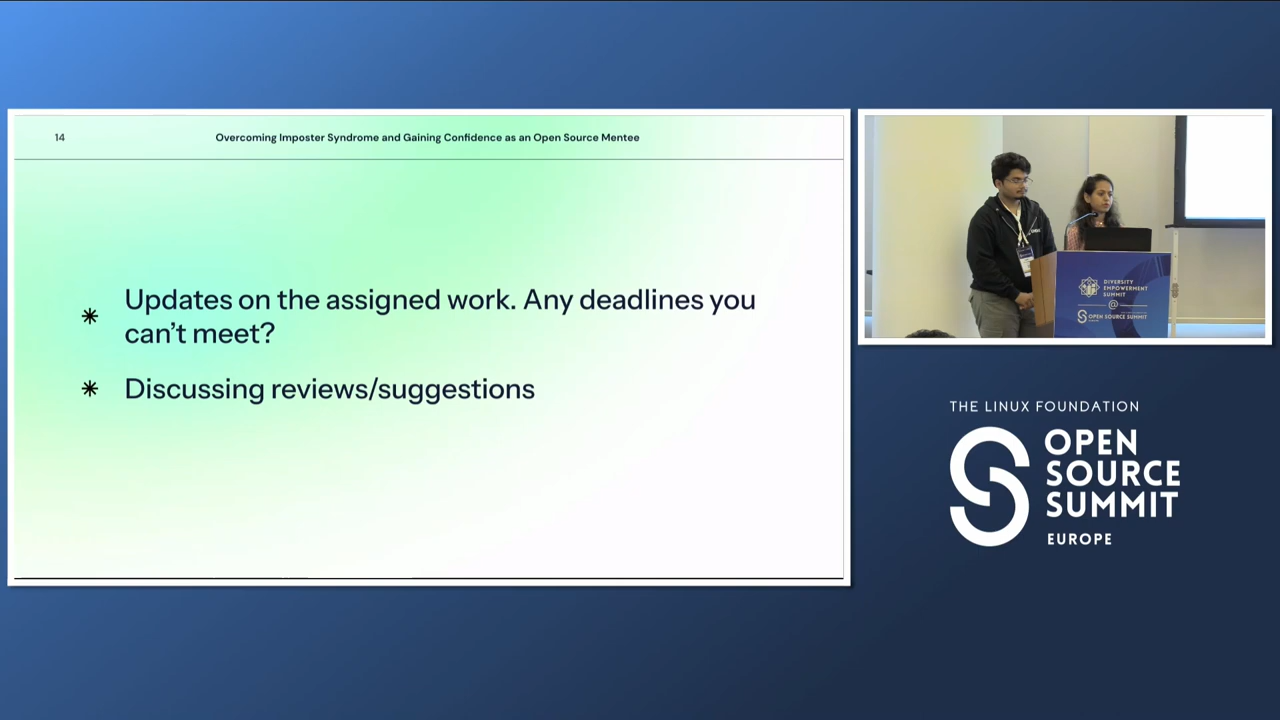 14
Overcoming Imposter Syndrome and Gaining Confidence as an Open Source Mentee
Updates on the assigned work. Any deadlines you
can’t meet?
Discussing reviews/suggestions
DIVERSITY
EMPOWERMENT
SUMMIT
@
OPEN SOURCE SUMMIT
THE LINUX FOUNDATION
OPEN
SOURCE
SUMMIT
EUROPE